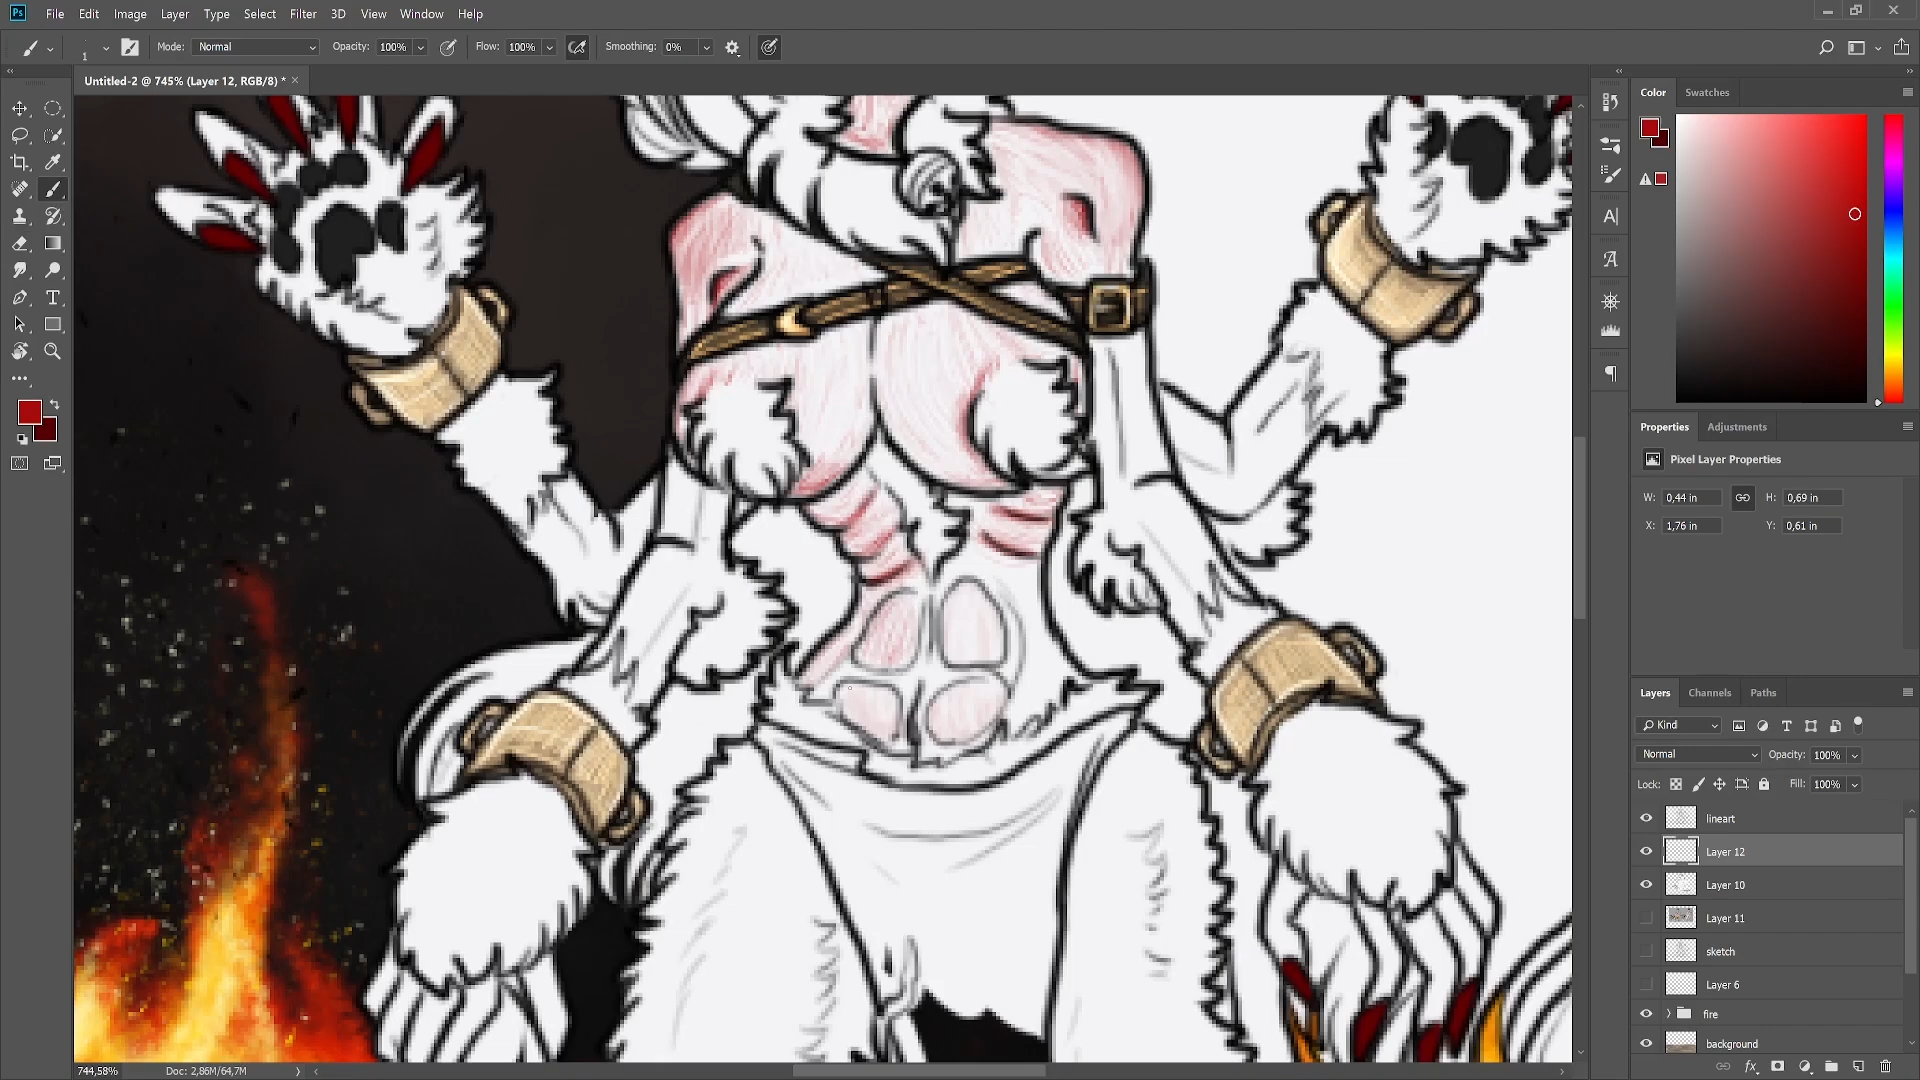 Ps File Edit Image Layer Type Select Filter 3D View Window Help
1 Mode: Normal Opacity: 100% Flow: 100% Smoothing: 0%
Untitled-2 @ 745% (Layer 12, RGB/8) * ×
Color Swatches
Properties Adjustments
Pixel Layer Properties
W: 0,44 in H: 0,69 in
X: 1,76 in Y: 0,61 in
Layers Channels Paths
Kind
Normal Opacity: 100%
Lock: Fill: 100%
lineart
Layer 12
Layer 10
Layer 11
sketch
Layer 6
fire
background
744,58% Doc: 2,86M/64,7M